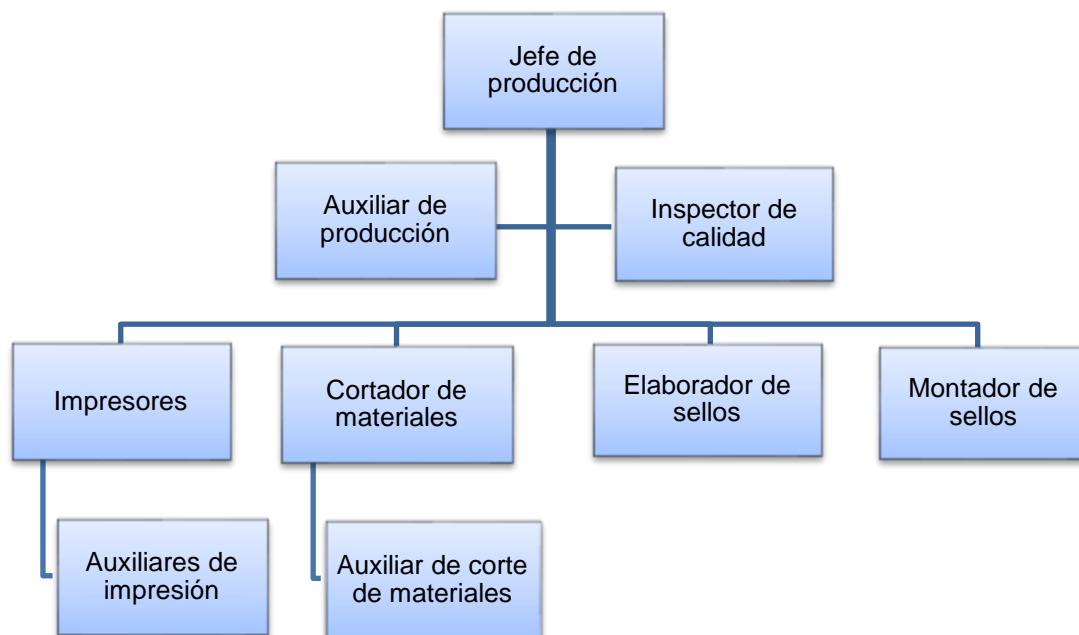 Jefe de
producción
Auxiliar de
producción
Inspector de
calidad
Impresores
Cortador de
materiales
Elaborador de
sellos
Montador de
sellos
Auxiliares de
impresión
Auxiliar de corte
de materiales